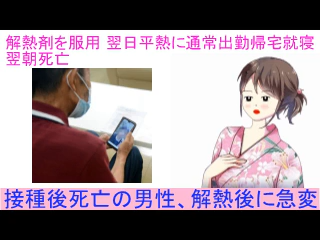 解熱剤を服用 翌日平熱に通常出勤帰宅就寝
翌朝死亡
接種後死亡の男性、解熱後に急変